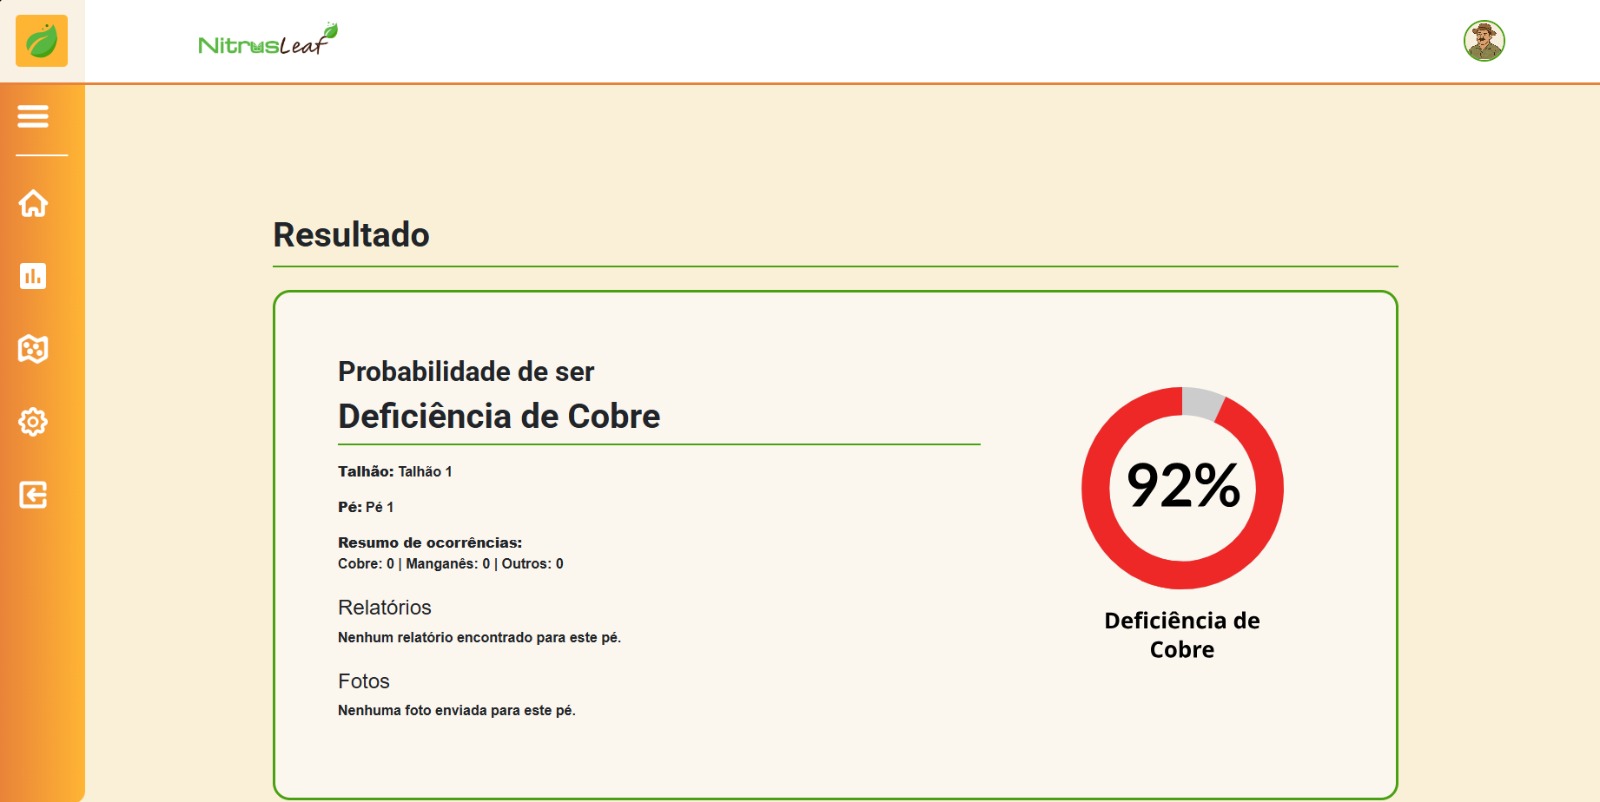 NitrusLeaf
Resultado
Probabilidade de ser
Deficiência de Cobre
Talhão: Talhão 1
Pé: Pé 1
Resumo de ocorrências:
Cobre: 0 | Manganês: 0 | Outros: 0
Relatórios
Nenhum relatório encontrado para este pé.
Fotos
Nenhuma foto enviada para este pé.
92%
Deficiência de
Cobre